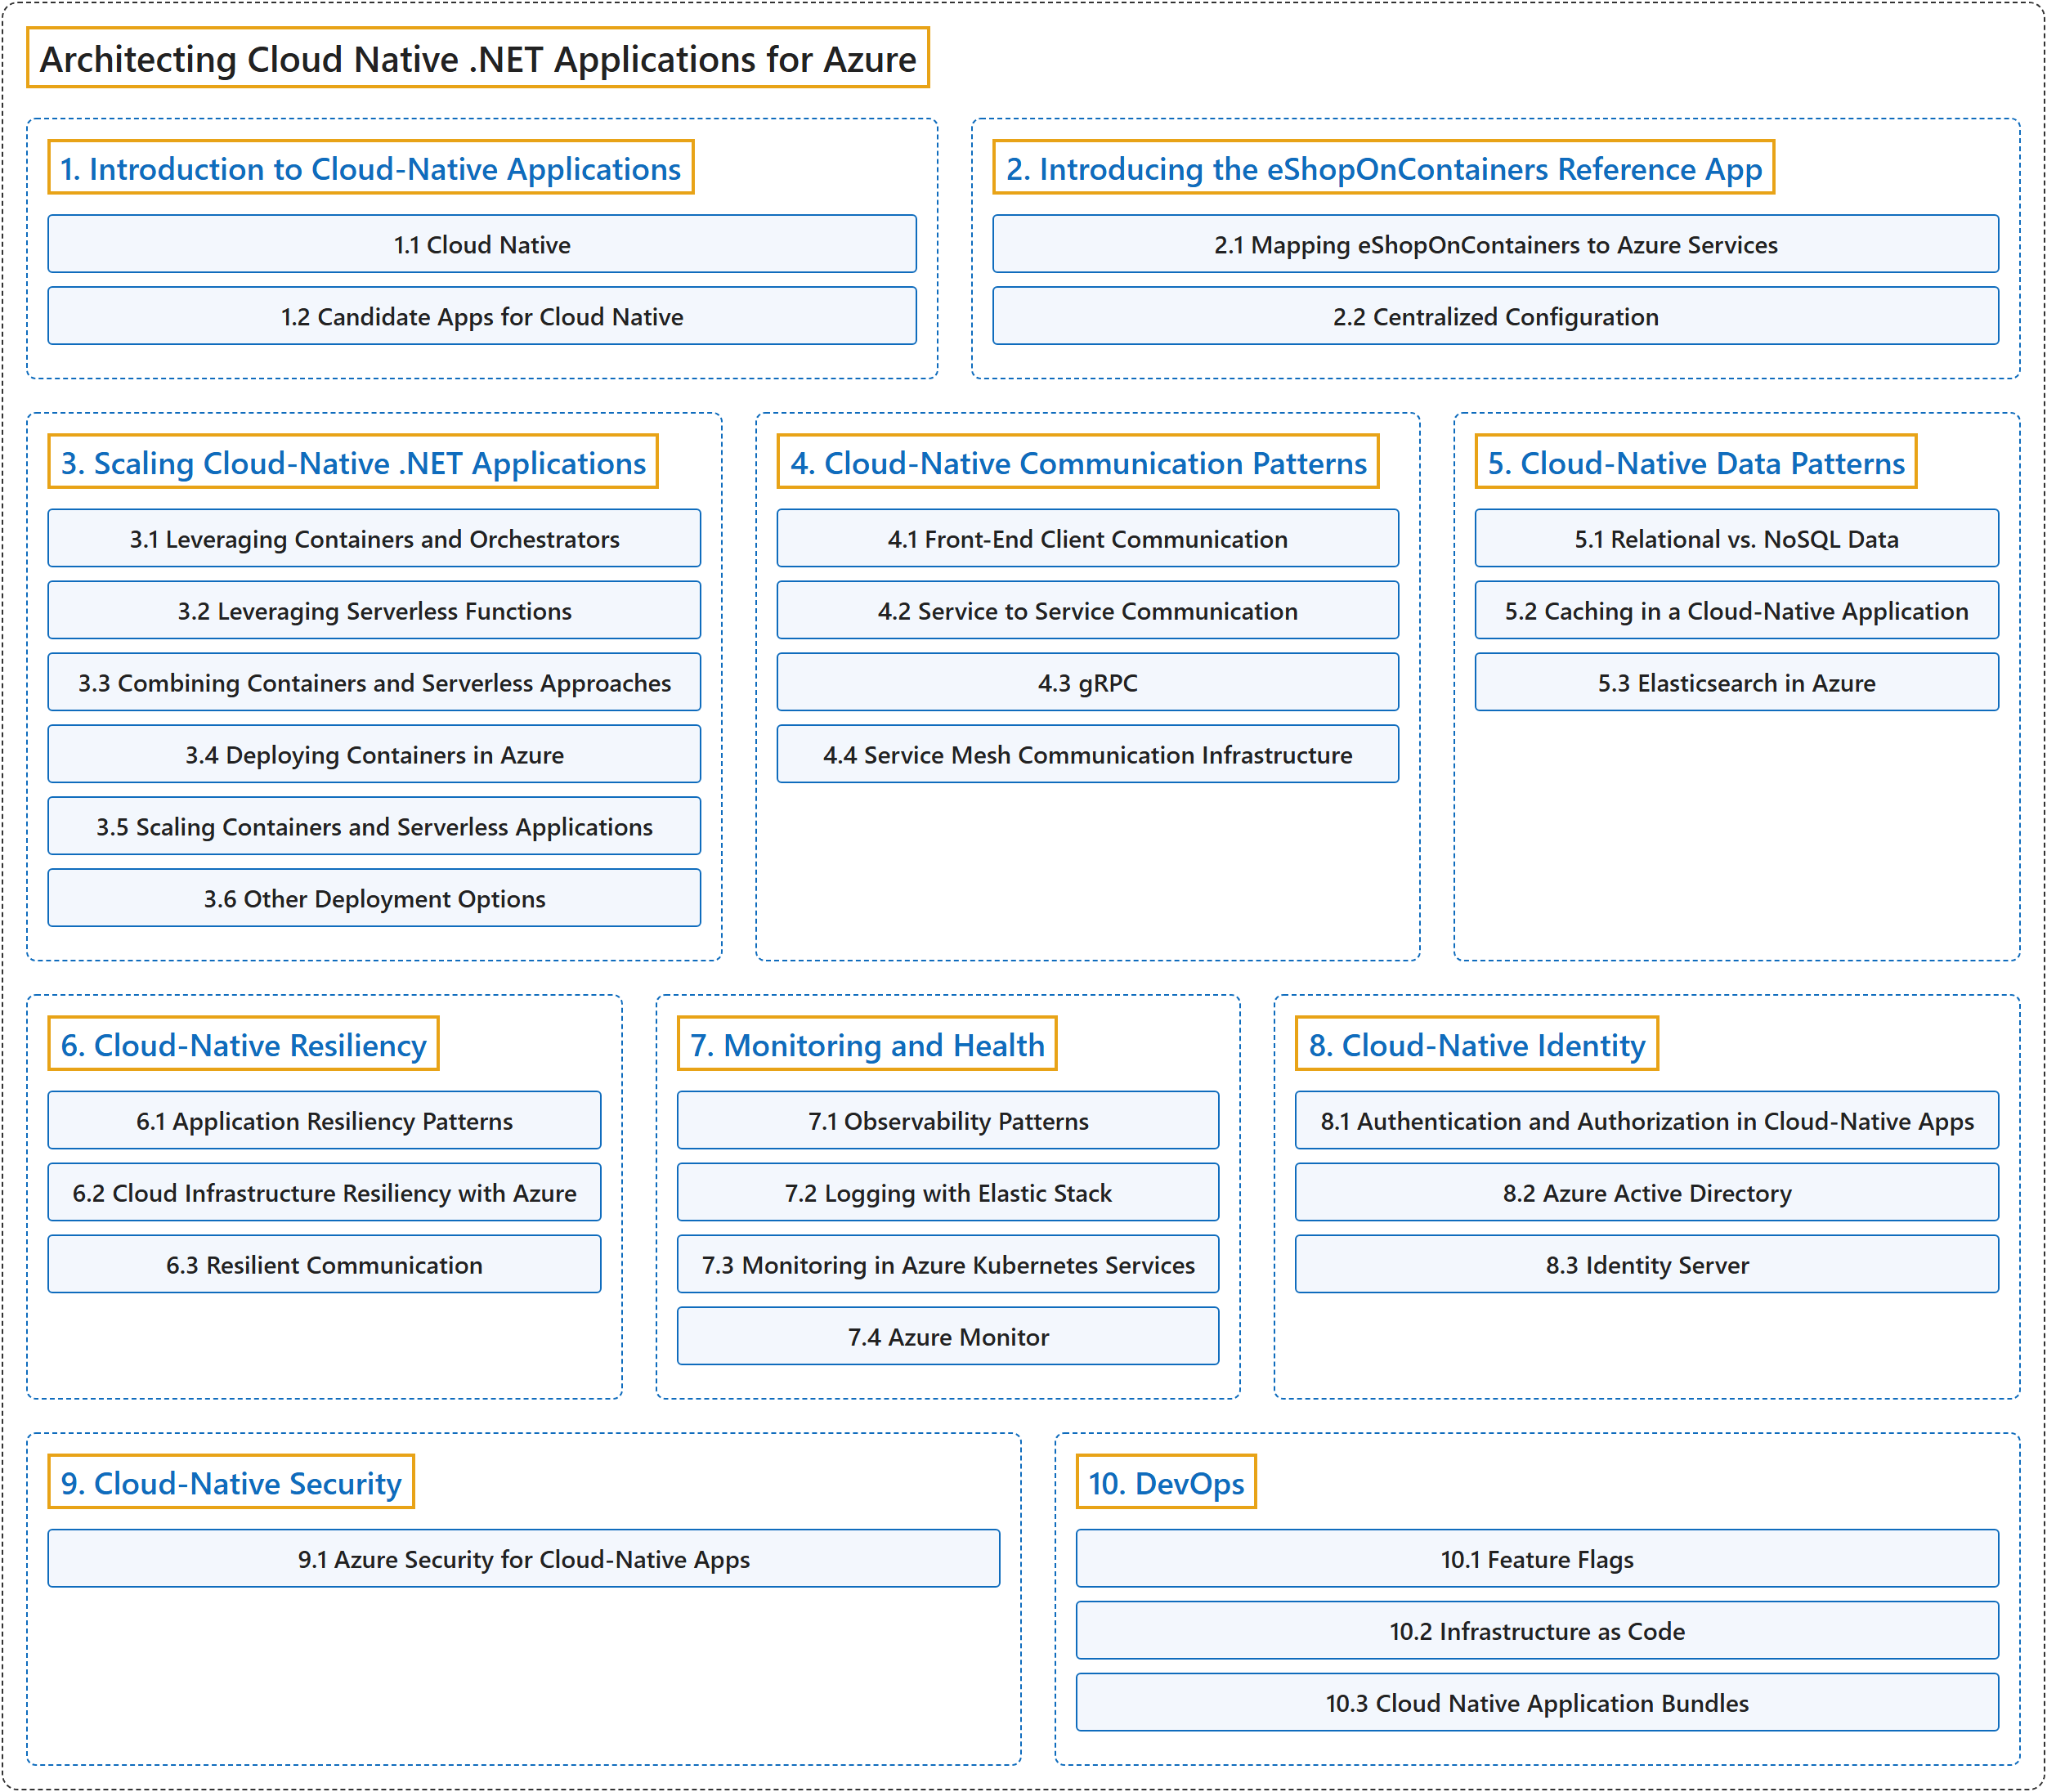 Architecting Cloud Native .NET Applications for Azure
1. Introduction to Cloud-Native Applications
1.1 Cloud Native
1.2 Candidate Apps for Cloud Native
2. Introducing the eShopOnContainers Reference App
2.1 Mapping eShopOnContainers to Azure Services
2.2 Centralized Configuration
3. Scaling Cloud-Native .NET Applications
3.1 Leveraging Containers and Orchestrators
3.2 Leveraging Serverless Functions
3.3 Combining Containers and Serverless Approaches
3.4 Deploying Containers in Azure
3.5 Scaling Containers and Serverless Applications
3.6 Other Deployment Options
4. Cloud-Native Communication Patterns
4.1 Front-End Client Communication
4.2 Service to Service Communication
4.3 gRPC
4.4 Service Mesh Communication Infrastructure
5. Cloud-Native Data Patterns
5.1 Relational vs. NoSQL Data
5.2 Caching in a Cloud-Native Application
5.3 Elasticsearch in Azure
6. Cloud-Native Resiliency
6.1 Application Resiliency Patterns
6.2 Cloud Infrastructure Resiliency with Azure
6.3 Resilient Communication
7. Monitoring and Health
7.1 Observability Patterns
7.2 Logging with Elastic Stack
7.3 Monitoring in Azure Kubernetes Services
7.4 Azure Monitor
8. Cloud-Native Identity
8.1 Authentication and Authorization in Cloud-Native Apps
8.2 Azure Active Directory
8.3 Identity Server
9. Cloud-Native Security
9.1 Azure Security for Cloud-Native Apps
10. DevOps
10.1 Feature Flags
10.2 Infrastructure as Code
10.3 Cloud Native Application Bundles